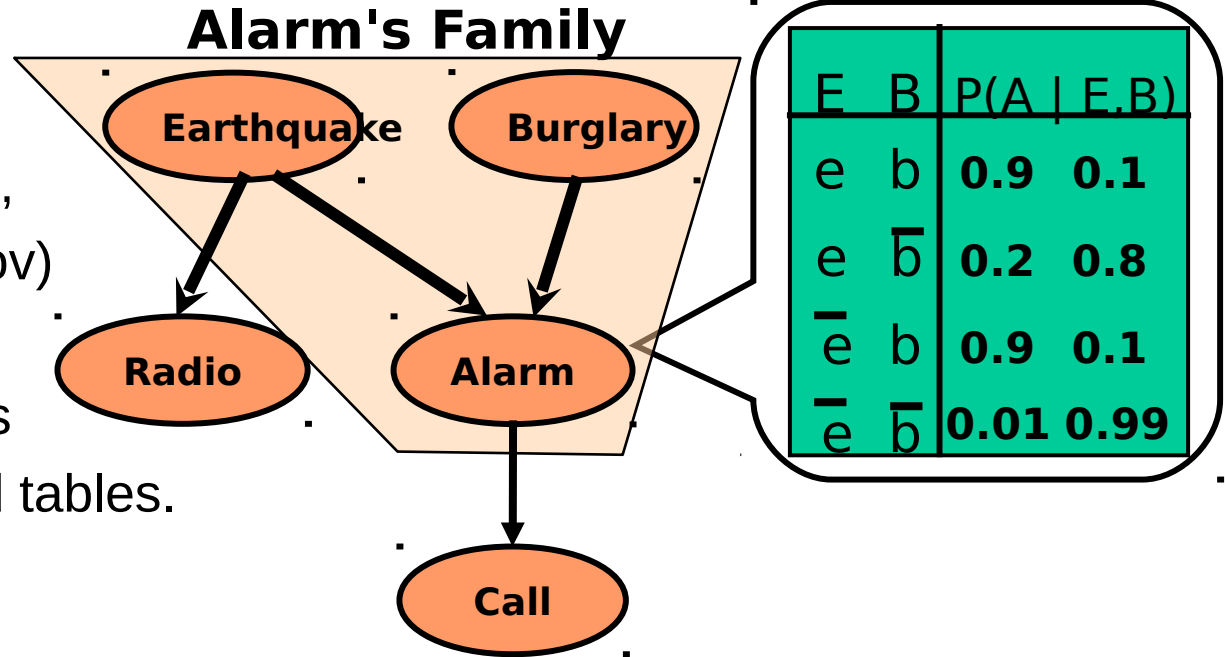 Alarm's Family
Earthquake
Burglary
E B P(A | E,B)
e b 0.9 0.1
e b̅ 0.2 0.8
e̅ b 0.9 0.1
e̅ b̅ 0.01 0.99
,
Radio
Alarm
tables.
Call